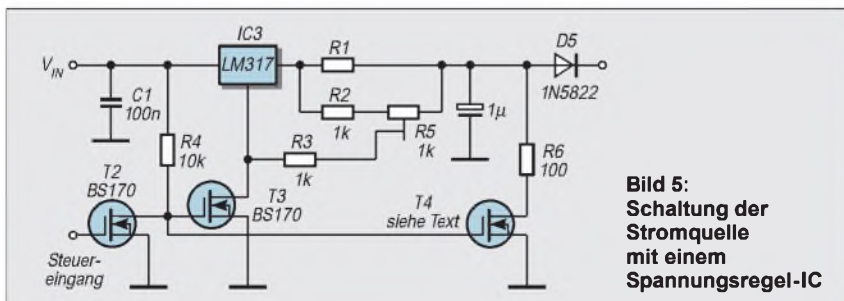 IC3
LM317
V_IN
C1
100n
R4
10k
R1
R2
1k
R3
1k
R5
1k
1µ
D5
1N5822
R6
100
T2
BS170
T3
BS170
T4
siehe Text
Steuer-
eingang
Bild 5:
Schaltung der
Stromquelle
mit einem
Spannungsregel-IC